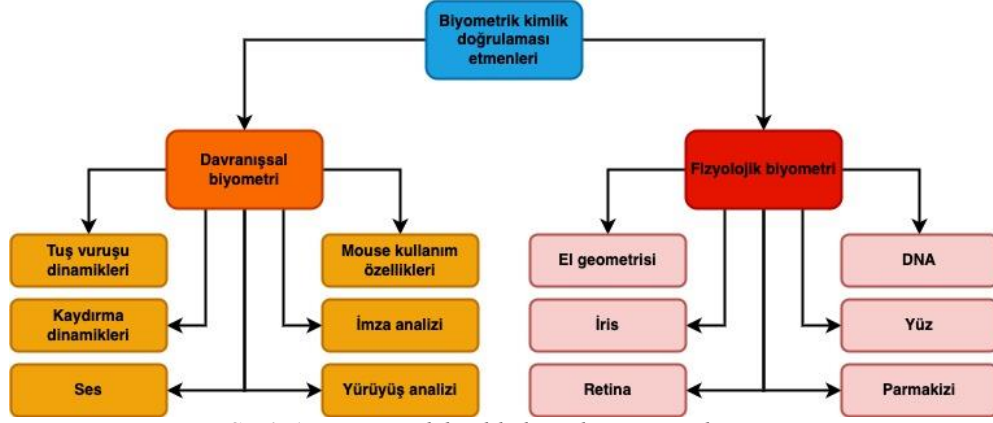 Biyometrik kimlik
doğrulaması
etmenleri
Davranışsal
biyometri
Fizyolojik biyometri
Tuş vuruşu
dinamikleri
Mouse kullanım
özellikleri
El geometrisi
DNA
Kaydırma
dinamikleri
İmza analizi
İris
Yüz
Ses
Yürüyüş analizi
Retina
Parmakizi